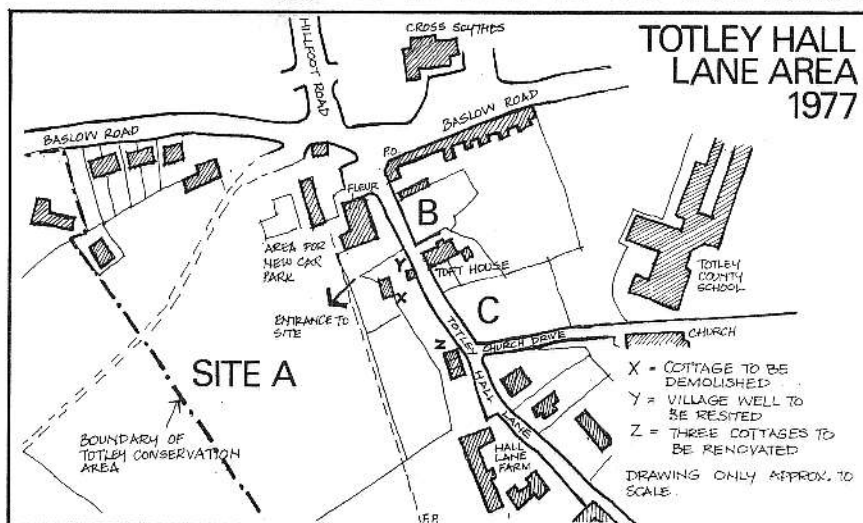 TOTLEY HALL
LANE AREA
1977
CROSS SCYTHES
HILLFOOT ROAD
BASLOW ROAD
BASLOW ROAD
P.O.
FLEUR
B
AREA FOR
NEW CAR
PARK
TOFT HOUSE
Y
X
TOTLEY
COUNTY
SCHOOL
ENTRANCE TO
SITE
C
TOTLEY HALL LANE
CHURCH DRIVE
CHURCH
Z
SITE A
X = COTTAGE TO BE
DEMOLISHED
Y = VILLAGE WELL TO
BE RESITED
Z = THREE COTTAGES TO
BE RENOVATED
BOUNDARY OF
TOTLEY CONSERVATION
AREA
HALL
LANE
FARM
DRAWING ONLY APPROX. TO
SCALE.